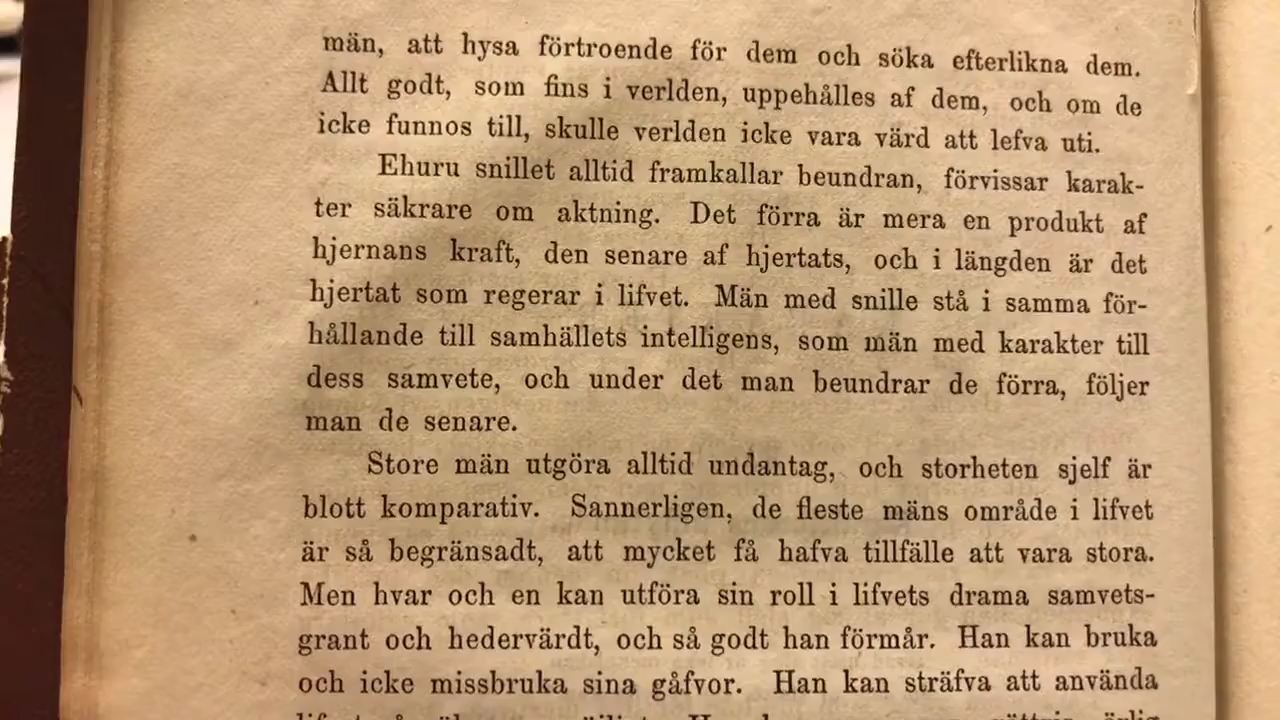 män, att hysa förtroende för dem och söka efterlikna dem.
Allt godt, som fins i verlden, uppehålles af dem, och om de
icke funnos till, skulle verlden icke vara värd att lefva uti.
Ehuru snillet alltid framkallar beundran, förvissar karak-
ter säkrare om aktning. Det förra är mera en produkt af
hjernans kraft, den senare af hjertats, och i längden är det
hjertat som regerar i lifvet. Män med snille stå i samma för-
hållande till samhällets intelligens, som män med karakter till
dess samvete, och under det man beundrar de förra, följer
man de senare.
Store män utgöra alltid undantag, och storheten sjelf är
blott komparativ. Sannerligen, de fleste mäns område i lifvet
är så begränsadt, att mycket få hafva tillfälle att vara stora.
Men hvar och en kan utföra sin roll i lifvets drama samvets-
grant och hedervärdt, och så godt han förmår. Han kan bruka
och icke missbruka sina gåfvor. Han kan sträfva att använda